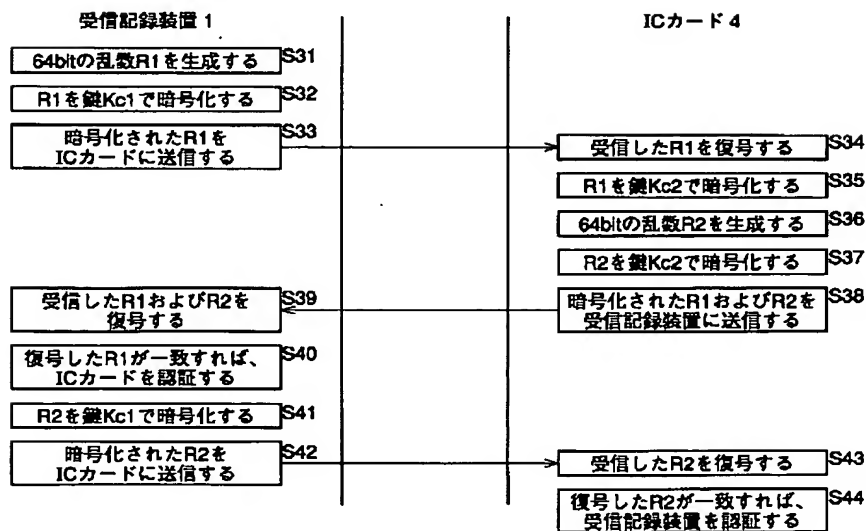 受信記録装置 1
ICカード 4
64bitの乱数R1を生成する S31
R1を鍵Kc1で暗号化する S32
暗号化されたR1を S33
ICカードに送信する
受信したR1を復号する S34
R1を鍵Kc2で暗号化する S35
64bitの乱数R2を生成する S36
R2を鍵Kc2で暗号化する S37
暗号化されたR1およびR2を S38
受信記録装置に送信する
受信したR1およびR2を S39
復号する
復号したR1が一致すれば、 S40
ICカードを認証する
R2を鍵Kc1で暗号化する S41
暗号化されたR2を S42
ICカードに送信する
受信したR2を復号する S43
復号したR2が一致すれば、 S44
受信記録装置を認証する